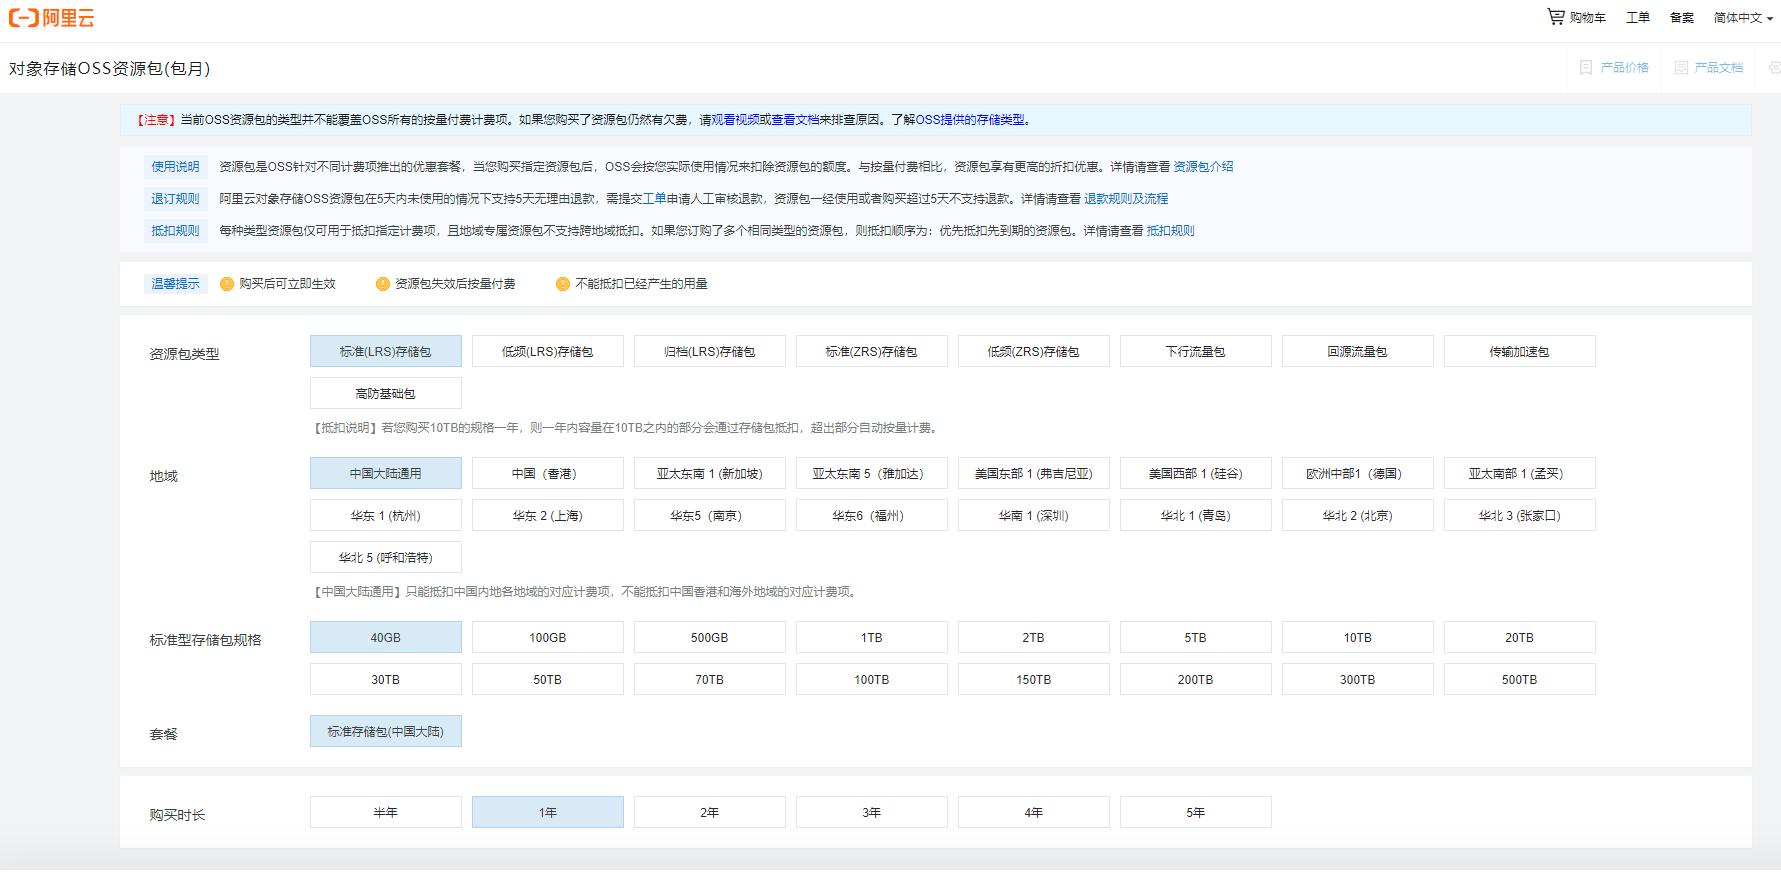 阿里云
购物车 工单 备案 简体中文
对象存储OSS资源包(包月)
产品价格 产品文档
【注意】当前OSS资源包的类型并不能覆盖OSS所有的按量付费计费项。如果您购买了资源包仍然有欠费，请观看视频或查看文档来排查原因。了解OSS提供的存储类型。
使用说明 资源包是OSS针对不同计费项推出的优惠套餐，当您购买指定资源包后，OSS会按您实际使用情况来扣除资源包的额度。与按量付费相比，资源包享有更高的折扣优惠。详情请查看 资源包介绍
退订规则 阿里云对象存储OSS资源包在5天内未使用的情况下支持5天无理由退款，需提交工单申请人工审核退款，资源包一经使用或者购买超过5天不支持退款。详情请查看 退款规则及流程
抵扣规则 每种类型资源包仅可用于抵扣指定计费项，且地域专属资源包不支持跨地域抵扣。如果您订购了多个相同类型的资源包，则抵扣顺序为：优先抵扣先到期的资源包。详情请查看 抵扣规则
温馨提示 购买后可立即生效 资源包失效后按量付费 不能抵扣已经产生的用量
资源包类型 标准(LRS)存储包 低频(LRS)存储包 归档(LRS)存储包 标准(ZRS)存储包 低频(ZRS)存储包 下行流量包 回源流量包 传输加速包
高防基础包
【抵扣说明】若您购买10TB的规格一年，则一年内容量在10TB之内的部分会通过存储包抵扣，超出部分自动按量计费。
地域 中国大陆通用 中国（香港） 亚太东南 1 (新加坡) 亚太东南 5（雅加达） 美国东部 1 (弗吉尼亚) 美国西部 1 (硅谷) 欧洲中部1（德国） 亚太南部 1 (孟买)
华东 1 (杭州) 华东 2 (上海) 华东5（南京） 华东6（福州） 华南 1 (深圳) 华北 1 (青岛) 华北 2 (北京) 华北 3 (张家口)
华北 5 (呼和浩特)
【中国大陆通用】只能抵扣中国内地各地域的对应计费项，不能抵扣中国香港和海外地域的对应计费项。
标准型存储包规格 40GB 100GB 500GB 1TB 2TB 5TB 10TB 20TB
30TB 50TB 70TB 100TB 150TB 200TB 300TB 500TB
套餐 标准存储包(中国大陆)
购买时长 半年 1年 2年 3年 4年 5年